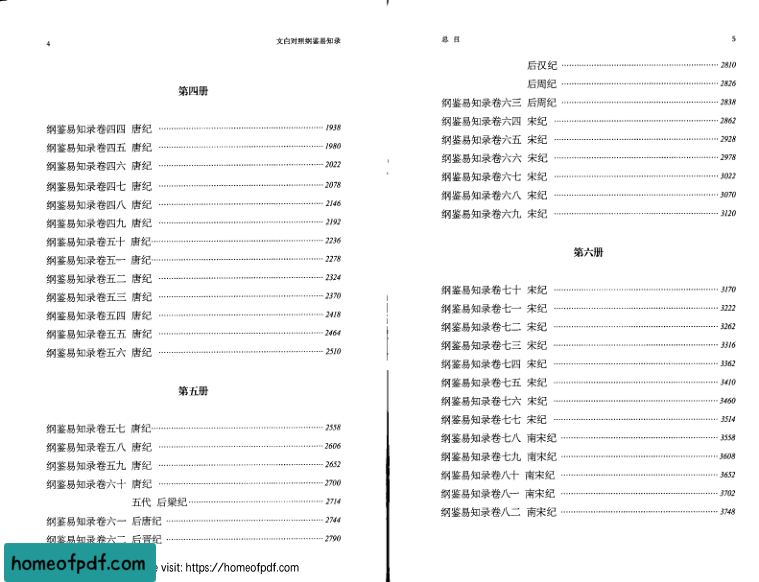 4
文白对照纲鉴易知录
第四册
纲鉴易知录卷四四 唐纪 1938
纲鉴易知录卷四五 唐纪 1980
纲鉴易知录卷四六 唐纪 2022
纲鉴易知录卷四七 唐纪 2078
纲鉴易知录卷四八 唐纪 2146
纲鉴易知录卷四九 唐纪 2192
纲鉴易知录卷五十 唐纪 2236
纲鉴易知录卷五一 唐纪 2278
纲鉴易知录卷五二 唐纪 2324
纲鉴易知录卷五三 唐纪 2370
纲鉴易知录卷五四 唐纪 2418
纲鉴易知录卷五五 唐纪 2464
纲鉴易知录卷五六 唐纪 2510
第五册
纲鉴易知录卷五七 唐纪 2558
纲鉴易知录卷五八 唐纪 2606
纲鉴易知录卷五九 唐纪 2652
纲鉴易知录卷六十 唐纪 2700
五代 后梁纪 2714
纲鉴易知录卷六一 后唐纪 2744
纲鉴易知录卷六二 后晋纪 2790
homeofpdf.com
visit: https://homeofpdf.com
总目
5
后汉纪 2810
后周纪 2826
纲鉴易知录卷六三 后周纪 2838
纲鉴易知录卷六四 宋纪 2862
纲鉴易知录卷六五 宋纪 2928
纲鉴易知录卷六六 宋纪 2978
纲鉴易知录卷六七 宋纪 3022
纲鉴易知录卷六八 宋纪 3070
纲鉴易知录卷六九 宋纪 3120
第六册
纲鉴易知录卷七十 宋纪 3170
纲鉴易知录卷七一 宋纪 3222
纲鉴易知录卷七二 宋纪 3262
纲鉴易知录卷七三 宋纪 3316
纲鉴易知录卷七四 宋纪 3362
纲鉴易知录卷七五 宋纪 3410
纲鉴易知录卷七六 宋纪 3460
纲鉴易知录卷七七 宋纪 3514
纲鉴易知录卷七八 南宋纪 3558
纲鉴易知录卷七九 南宋纪 3608
纲鉴易知录卷八十 南宋纪 3652
纲鉴易知录卷八一 南宋纪 3702
纲鉴易知录卷八二 南宋纪 3748